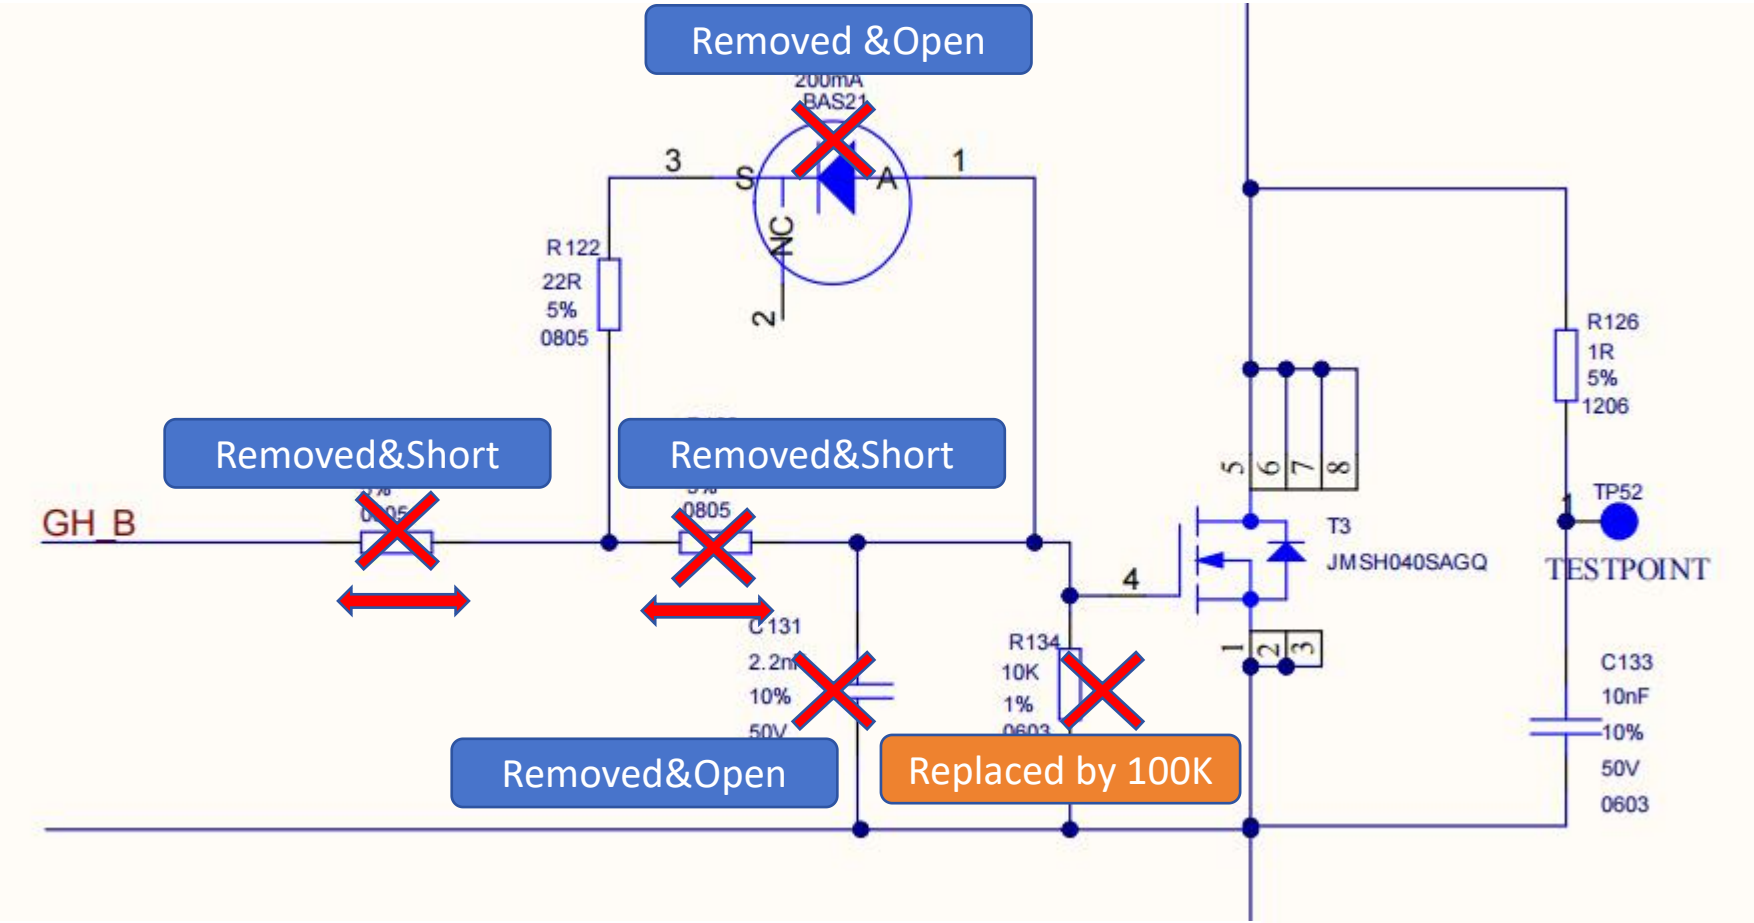 Removed &Open
200mA
BAS21
3
S
A
1
NC
2
R122
22R
5%
0805
R126
1R
5%
1206
Removed&Short
Removed&Short
5
6
7
8
GH_B
0805
1
TP52
T3
JMSH040SAGQ
TESTPOINT
4
C131
2.2n
10%
50V
R134
10K
1%
0603
1
2
3
C133
10nF
10%
50V
0603
Removed&Open
Replaced by 100K